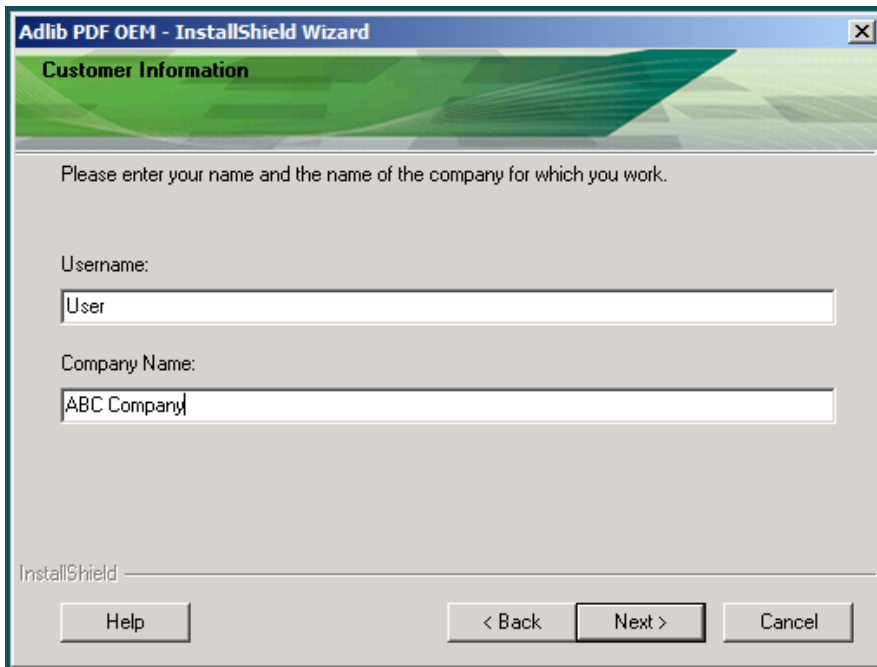 Adlib PDF OEM - InstallShield Wizard
Customer Information
Please enter your name and the name of the company for which you work.
Username:
User
Company Name:
ABC Company
InstallShield
Help
< Back
Next >
Cancel